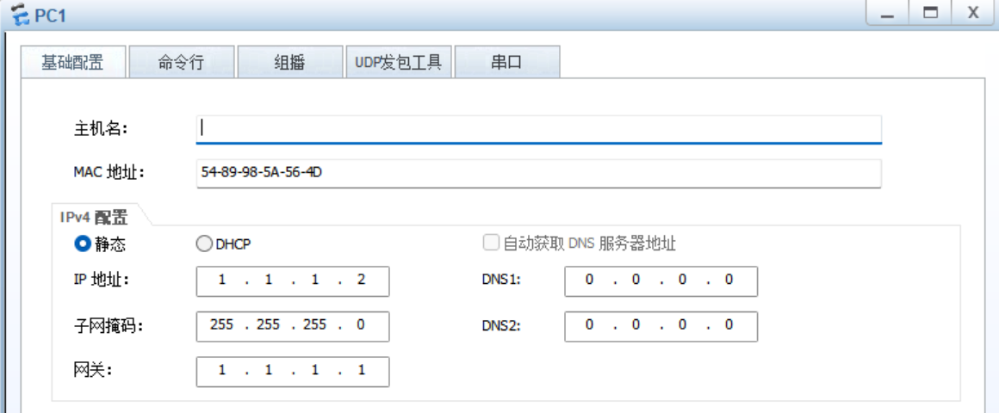 PC1
基础配置 命令行 组播 UDP发包工具 串口
主机名：
MAC 地址： 54-89-98-5A-56-4D
IPv4 配置
静态 DHCP 自动获取 DNS 服务器地址
IP 地址： 1 . 1 . 1 . 2 DNS1: 0 . 0 . 0 . 0
子网掩码： 255 . 255 . 255 . 0 DNS2: 0 . 0 . 0 . 0
网关： 1 . 1 . 1 . 1